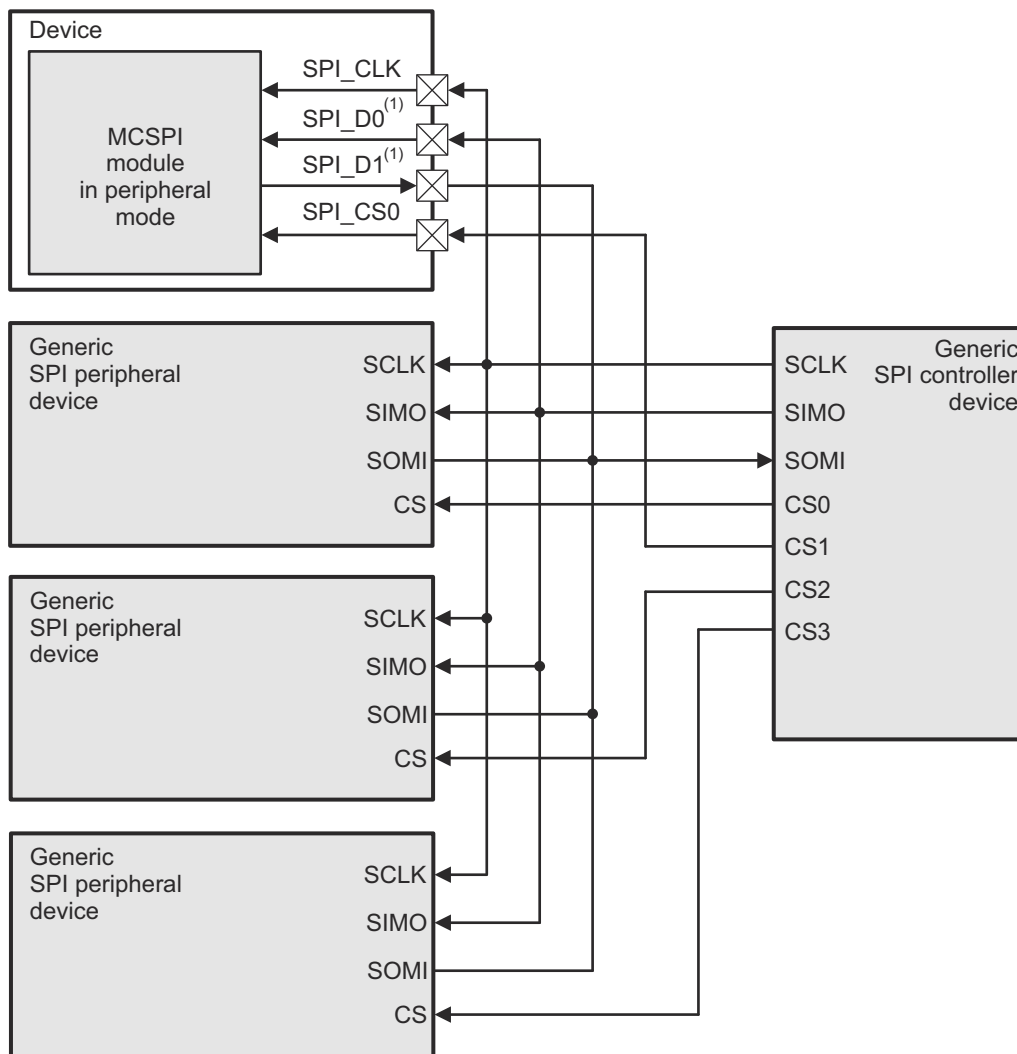 Device
MCSPI
module
in peripheral
mode
SPI_CLK
SPI_D0(1)
SPI_D1(1)
SPI_CS0
Generic
SPI peripheral
device
SCLK
SIMO
SOMI
CS
Generic
SPI peripheral
device
SCLK
SIMO
SOMI
CS
Generic
SPI peripheral
device
SCLK
SIMO
SOMI
CS
Generic
SPI controller
device
SCLK
SIMO
SOMI
CS0
CS1
CS2
CS3